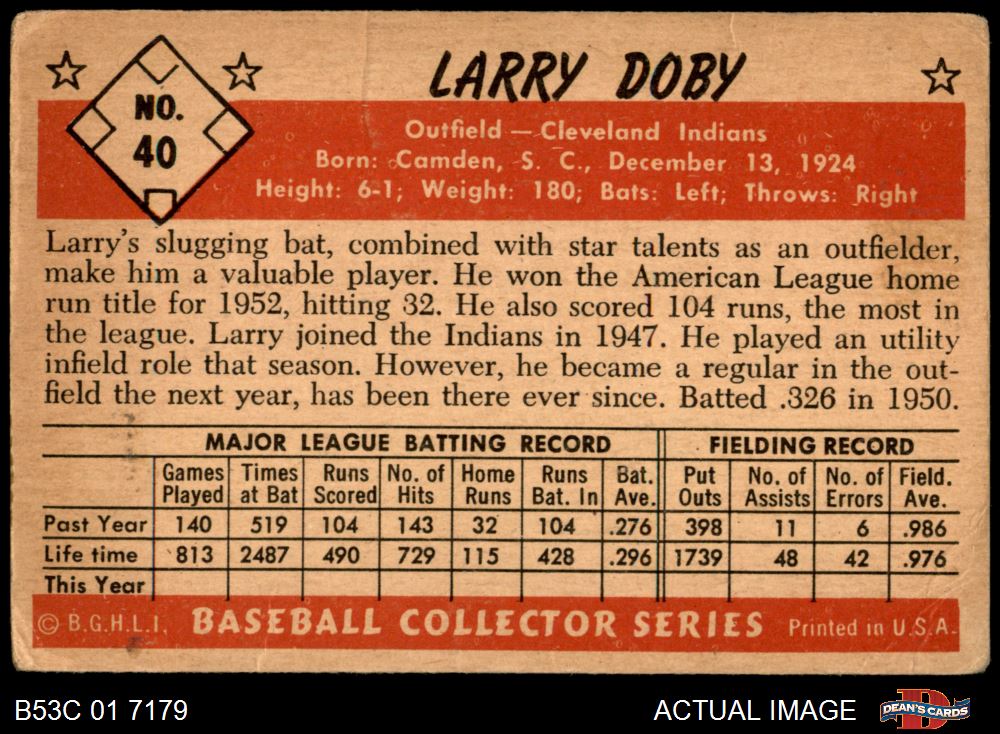 LARRY DOBY
NO.
40
Outfield — Cleveland Indians
Born: Camden, S. C., December 13, 1924
Height: 6-1; Weight: 180; Bats: Left; Throws: Right
Larry's slugging bat, combined with star talents as an outfielder,
make him a valuable player. He won the American League home
run title for 1952, hitting 32. He also scored 104 runs, the most in
the league. Larry joined the Indians in 1947. He played an utility
infield role that season. However, he became a regular in the out-
field the next year, has been there ever since. Batted .326 in 1950.
MAJOR LEAGUE BATTING RECORD FIELDING RECORD
Games Times Runs No. of Home Runs Bat. Put No. of No. of Field.
Played at Bat Scored Hits Runs Bat. In Ave. Outs Assists Errors Ave.
Past Year 140 519 104 143 32 104 .276 398 11 6 .986
Life time 813 2487 490 729 115 428 .296 1739 48 42 .976
This Year
© B.G.H.L.I. BASEBALL COLLECTOR SERIES Printed in U.S.A.
B53C 01 7179 ACTUAL IMAGE DEAN'S CARDS